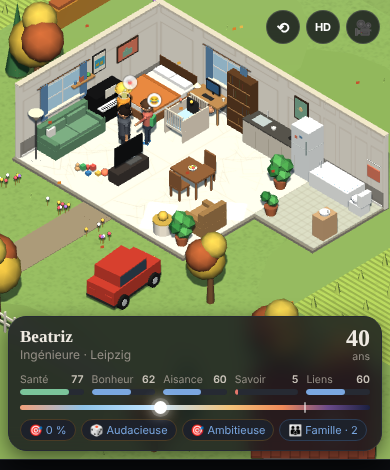 HD
Beatriz
40
Ingénieure · Leipzig
ans
Santé 77 Bonheur 62 Aisance 60 Savoir 5 Liens 60
🎯 0 % 🎲 Audacieuse 🎯 Ambitieuse 👪 Famille · 2